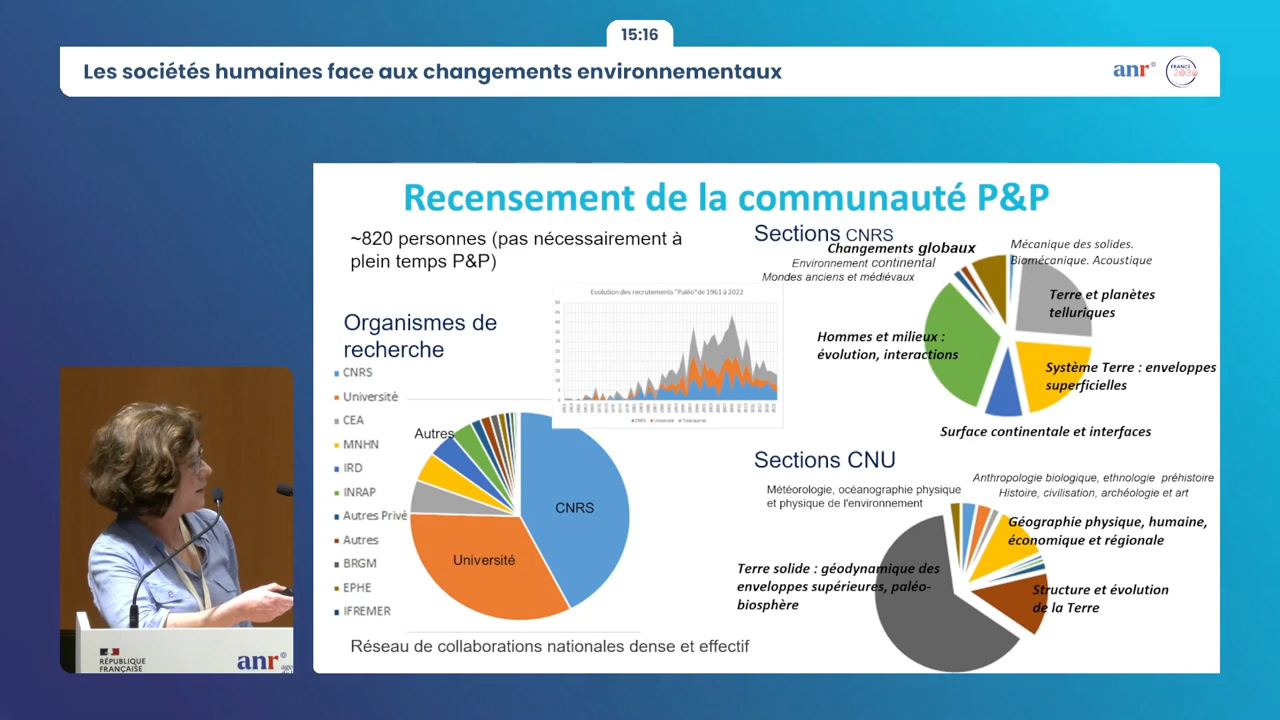 15:16
Les sociétés humaines face aux changements environnementaux
anr
FRANCE
2030
Recensement de la communauté P&P
~820 personnes (pas nécessairement à
plein temps P&P)
Organismes de
recherche
CNRS
Université
CEA
MNHN
IRD
INRAP
Autres Privé
Autres
BRGM
EPHE
IFREMER
Autres
CNRS
Université
Evolution des recrutements "Paléo"de 1961 à 2022
Réseau de collaborations nationales dense et effectif
Sections CNRS
Changements globaux
Environnement continental
Mondes anciens et médiévaux
Mécanique des solides.
Biomécanique. Acoustique
Terre et planètes
telluriques
Hommes et milieux :
évolution, interactions
Système Terre : enveloppes
superficielles
Surface continentale et interfaces
Sections CNU
Météorologie, océanographie physique
et physique de l'environnement
Anthropologie biologique, ethnologie préhistoire
Histoire, civilisation, archéologie et art
Géographie physique, humaine,
économique et régionale
Terre solide : géodynamique des
enveloppes supérieures, paléo-
biosphère
Structure et évolution
de la Terre
RÉPUBLIQUE
FRANÇAISE
anr